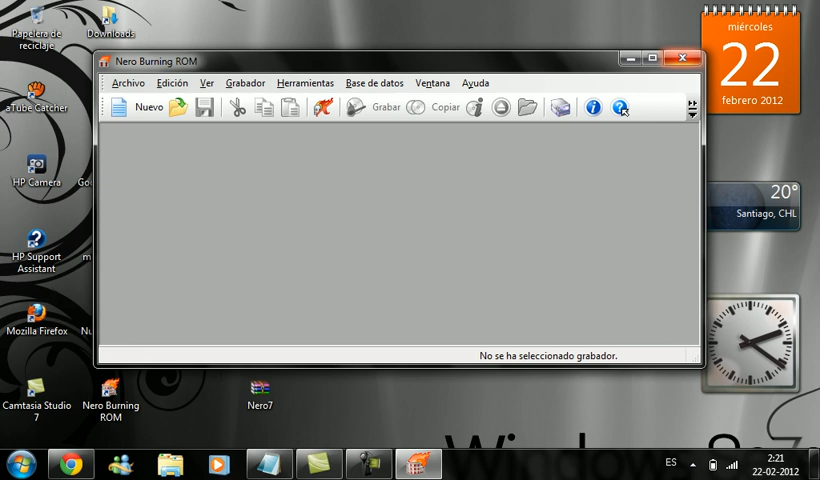 Papelera de
reciclaje
Downloads
aTube Catcher
HP Camera
HP Support
Assistant
Mozilla Firefox
Camtasia Studio
7
Nero Burning
ROM
Nero7
Nero Burning ROM
Archivo Edición Ver Grabador Herramientas Base de datos Ventana Ayuda
Nuevo Grabar Copiar
No se ha seleccionado grabador.
miércoles
22
febrero 2012
20°
Santiago, CHL
ES
2:21
22-02-2012